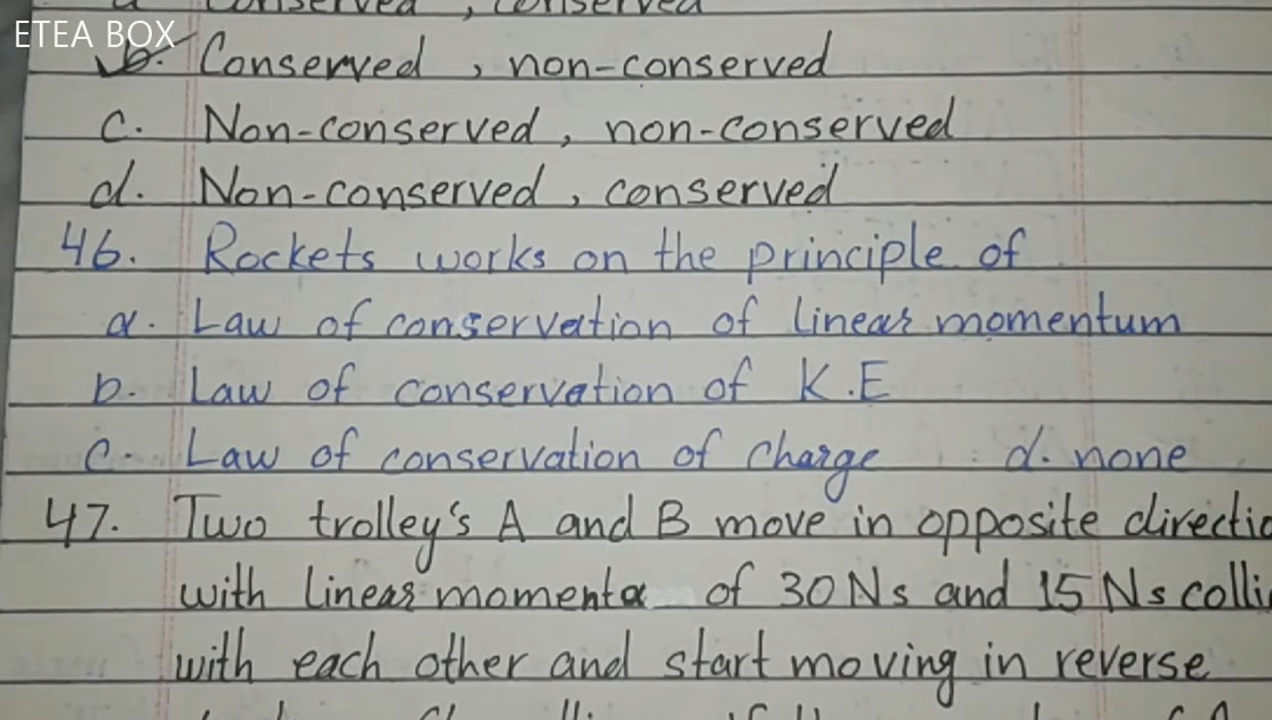 a. Conserved, conserved
ETEA BOX
b. Conserved, non-conserved
c. Non-conserved, non-conserved
d. Non-conserved, conserved
46. Rockets works on the principle of
a. Law of conservation of linear momentum
b. Law of conservation of K.E
c. Law of conservation of charge d. none
47. Two trolley's A and B move in opposite directio
with linear momenta of 30 Ns and 15 Ns colli
with each other and start moving in reverse